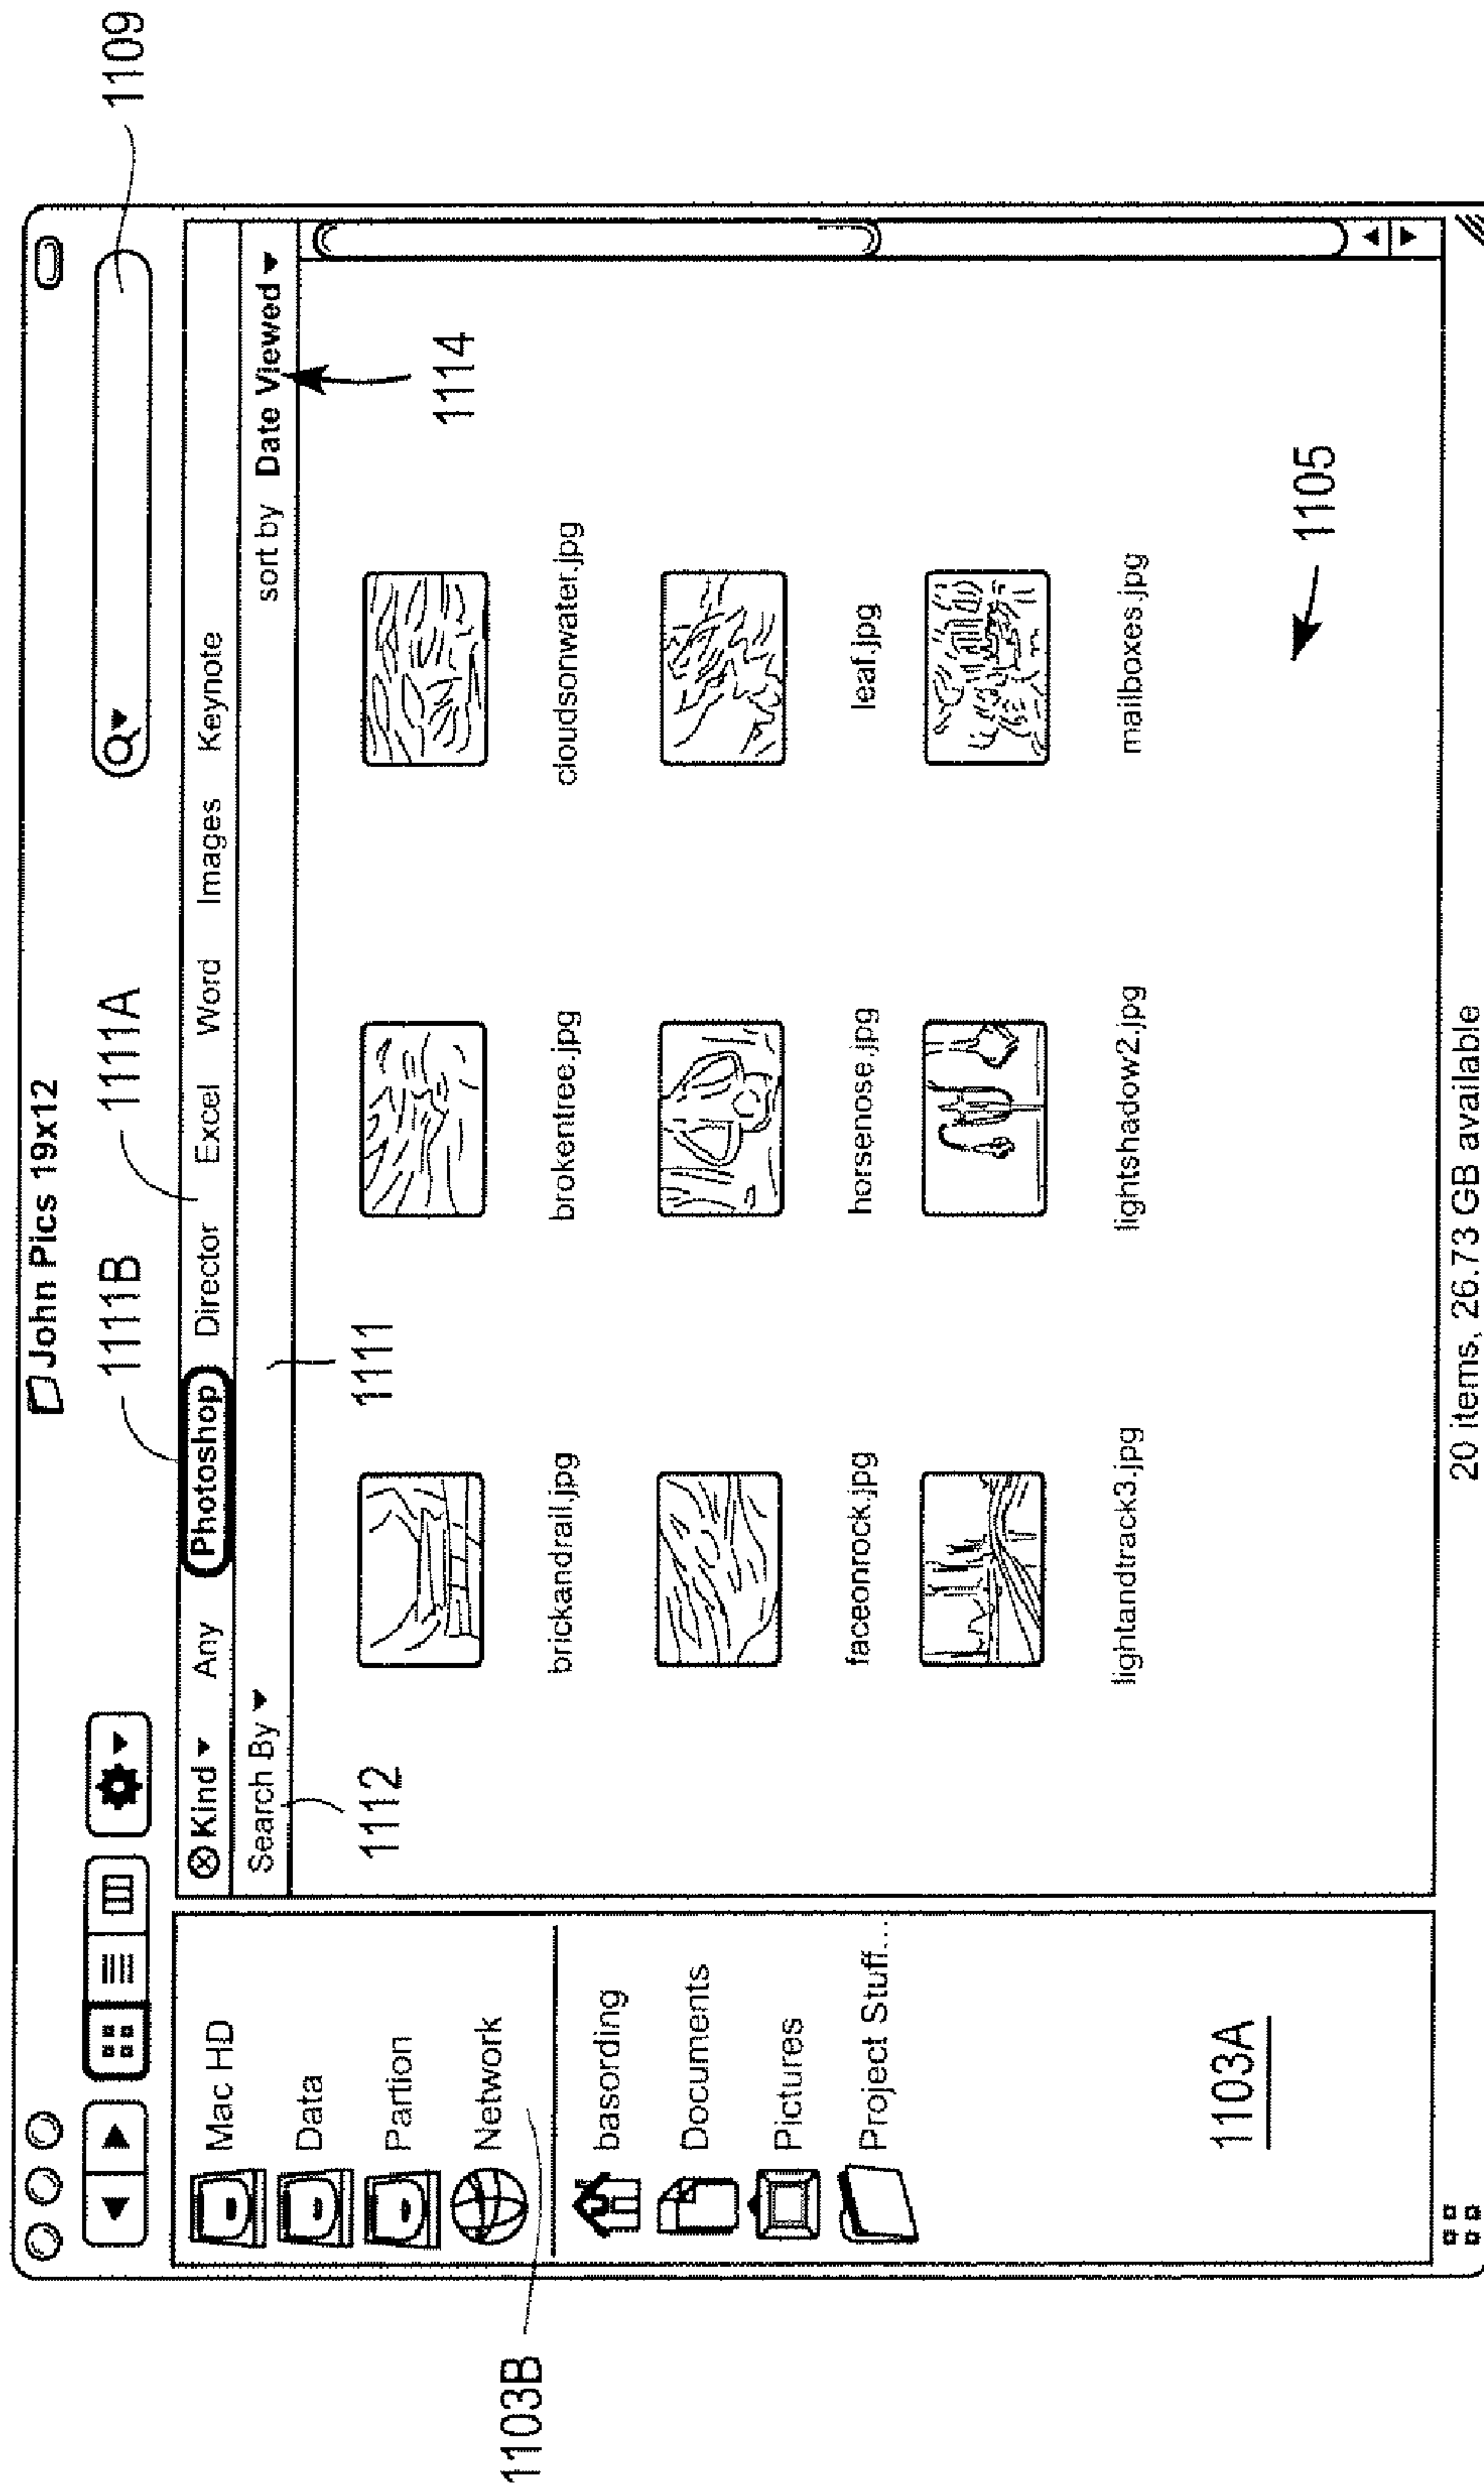 John Pics 19x12
1111B
1111A
1109
Kind Any Photoshop Director Excel Word Images Keynote
Search By
sort by Date Viewed
1112
1111
1114
Mac HD
Data
Partion
Network
1103B
basording
Documents
Pictures
Project Stuff...
1103A
brickandrail.jpg
brokentree.jpg
cloudsonwater.jpg
faceonrock.jpg
horsenose.jpg
leaf.jpg
lightandtrack3.jpg
lightshadow2.jpg
mailboxes.jpg
1105
20 items, 26.73 GB available